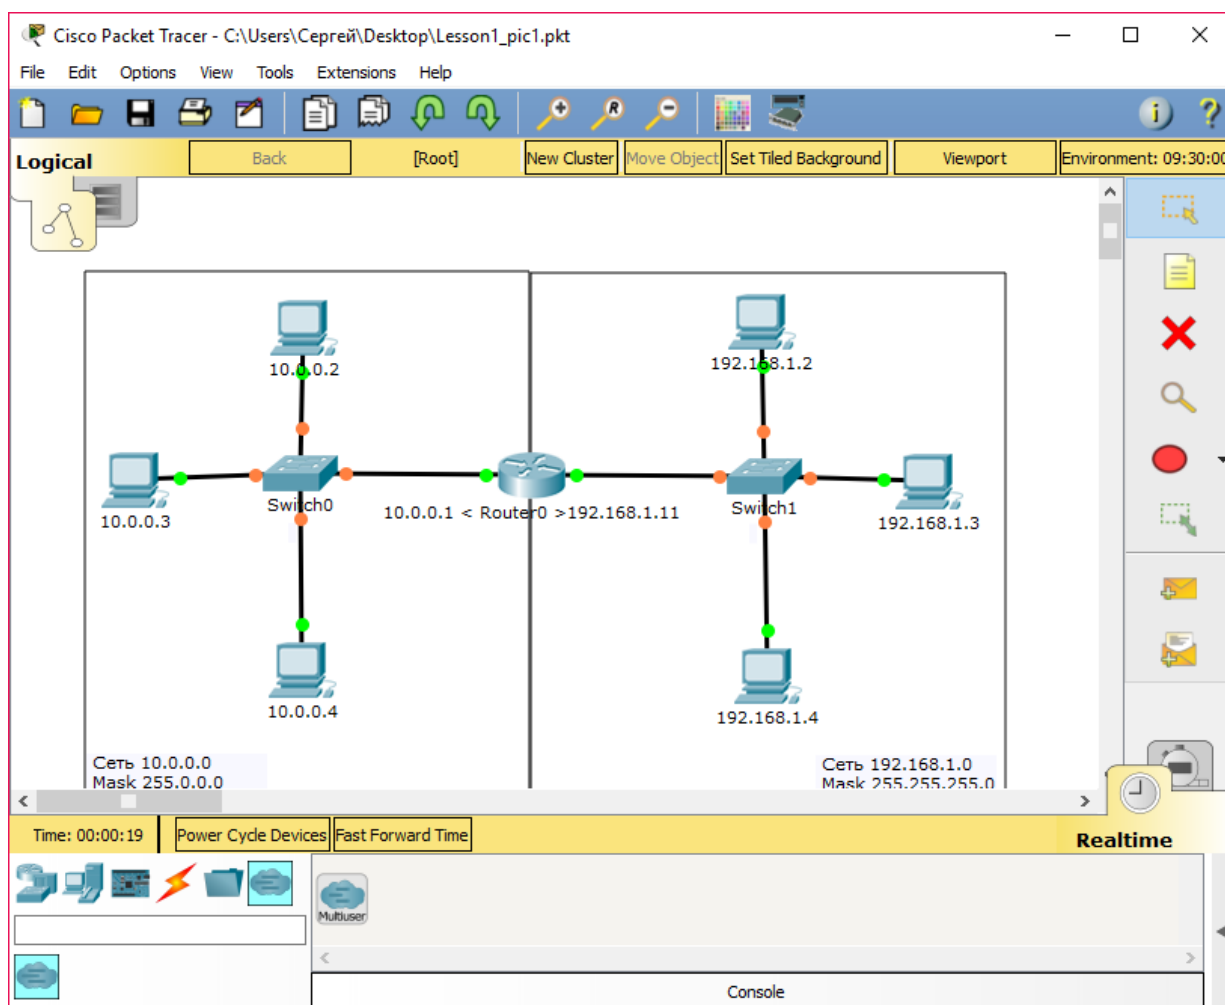 Cisco Packet Tracer - C:\Users\Сергей\Desktop\Lesson1_pic1.pkt
File Edit Options View Tools Extensions Help
Logical Back [Root] New Cluster Move Object Set Tiled Background Viewport Environment: 09:30:00
10.0.0.2
192.168.1.2
10.0.0.3
Switch0
10.0.0.1 < Router0 >192.168.1.11
Switch1
192.168.1.3
10.0.0.4
192.168.1.4
Сеть 10.0.0.0
Mask 255.0.0.0
Сеть 192.168.1.0
Mask 255.255.255.0
Time: 00:00:19 Power Cycle Devices Fast Forward Time Realtime
Multiuser
Console